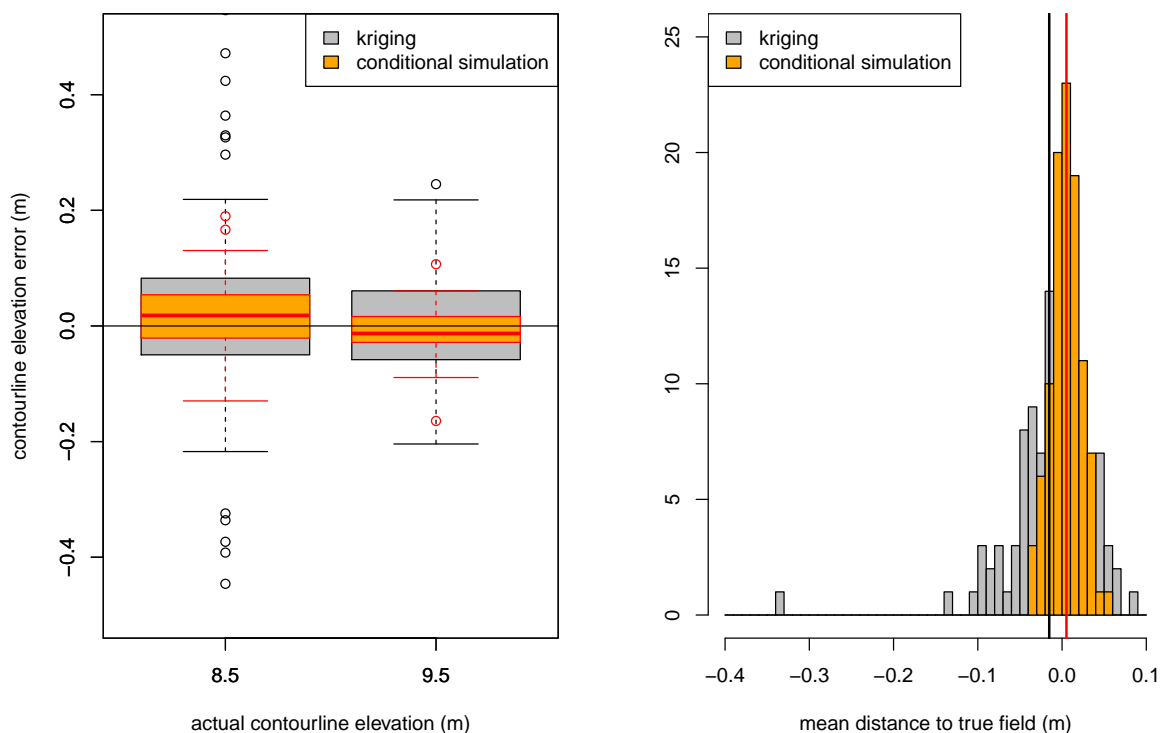 kriging
conditional simulation
0.4
0.2
0.0
−0.2
−0.4
contourline elevation error (m)
8.5
9.5
actual contourline elevation (m)
kriging
conditional simulation
25
20
15
10
5
0
−0.4
−0.3
−0.2
−0.1
0.0
0.1
mean distance to true field (m)